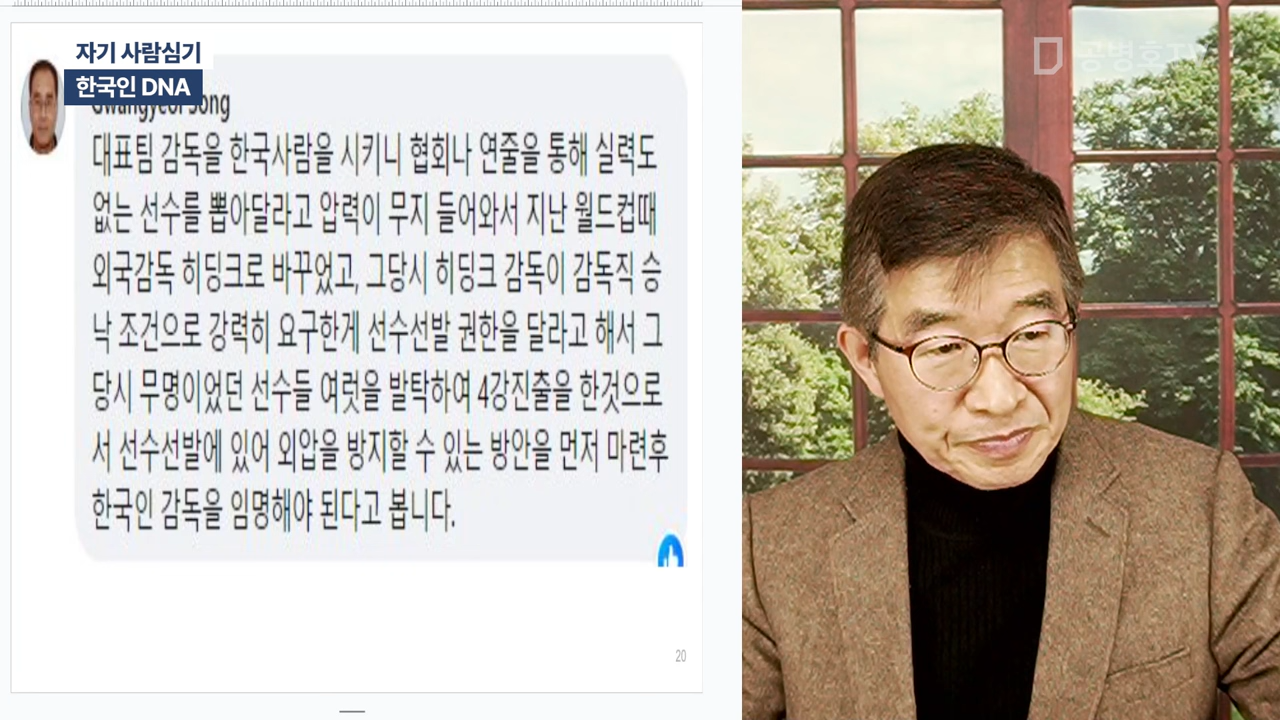 자기 사람심기
한국인 DNA
Gwangyeol Song
대표팀 감독을 한국사람을 시키니 협회나 연줄을 통해 실력도
없는 선수를 뽑아달라고 압력이 무지 들어와서 지난 월드컵때
외국감독 히딩크로 바꾸었고, 그당시 히딩크 감독이 감독직 승
낙 조건으로 강력히 요구한게 선수선발 권한을 달라고 해서 그
당시 무명이었던 선수들 여럿을 발탁하여 4강진출을 한것으로
서 선수선발에 있어 외압을 방지할 수 있는 방안을 먼저 마련후
한국인 감독을 임명해야 된다고 봅니다.
20
공병호TV